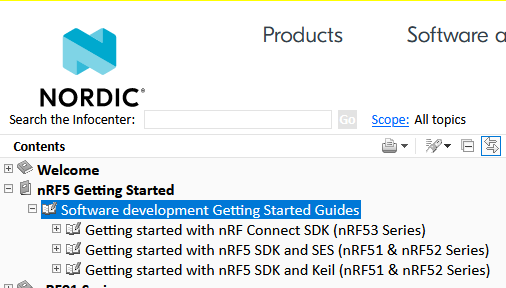 Products Software a
NORDIC®
Search the Infocenter: Go Scope: All topics
Contents
Welcome
nRF5 Getting Started
Software development Getting Started Guides
Getting started with nRF Connect SDK (nRF53 Series)
Getting started with nRF5 SDK and SES (nRF51 & nRF52 Series)
Getting started with nRF5 SDK and Keil (nRF51 & nRF52 Series)